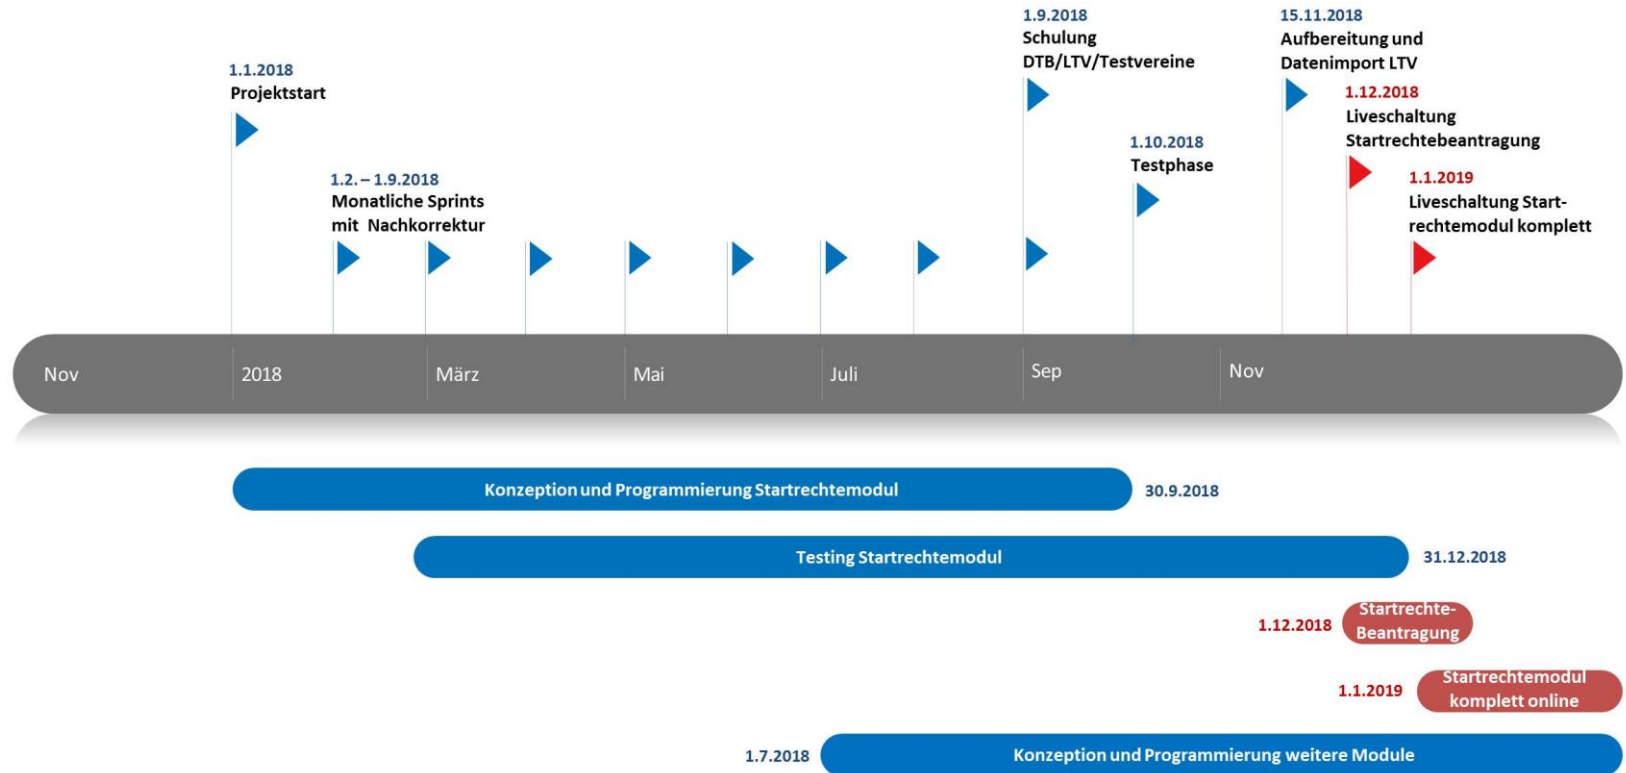 1.1.2018
Projektstart
1.2. – 1.9.2018
Monatliche Sprints
mit Nachkorrektur
1.9.2018
Schulung
DTB/LTV/Testvereine
1.10.2018
Testphase
15.11.2018
Aufbereitung und
Datenimport LTV
1.12.2018
Liveschaltung
Startrechtebeantragung
1.1.2019
Liveschaltung Start-
rechtemodul komplett
Nov
2018
März
Mai
Juli
Sep
Nov
Konzeption und Programmierung Startrechtemodul
30.9.2018
Testing Startrechtemodul
31.12.2018
1.12.2018
Startrechte-
Beantragung
1.1.2019
Startrechtemodul
komplett online
1.7.2018
Konzeption und Programmierung weitere Module